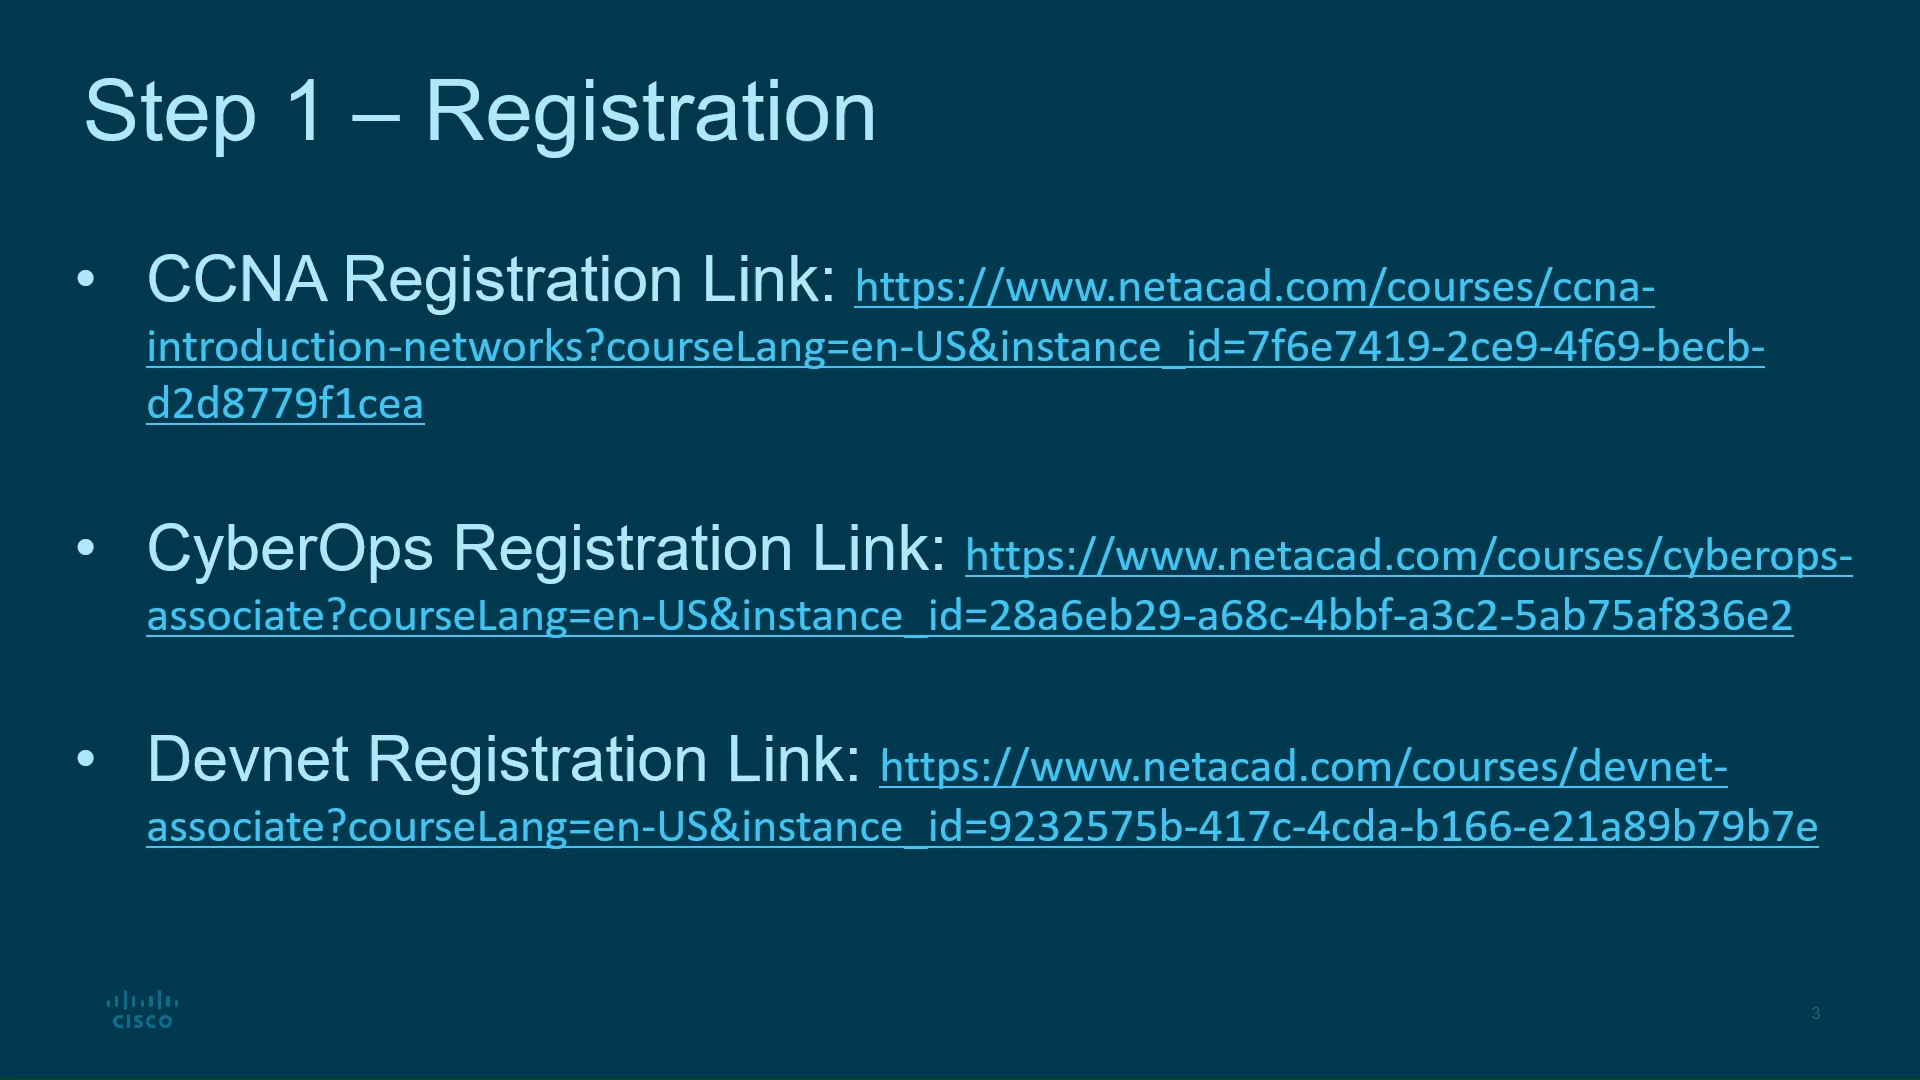 Step 1 – Registration
• CCNA Registration Link: https://www.netacad.com/courses/ccna-
introduction-networks?courseLang=en-US&instance_id=7f6e7419-2ce9-4f69-becb-
d2d8779f1cea
• CyberOps Registration Link: https://www.netacad.com/courses/cyberops-
associate?courseLang=en-US&instance_id=28a6eb29-a68c-4bbf-a3c2-5ab75af836e2
• Devnet Registration Link: https://www.netacad.com/courses/devnet-
associate?courseLang=en-US&instance_id=9232575b-417c-4cda-b166-e21a89b79b7e
CISCO
3